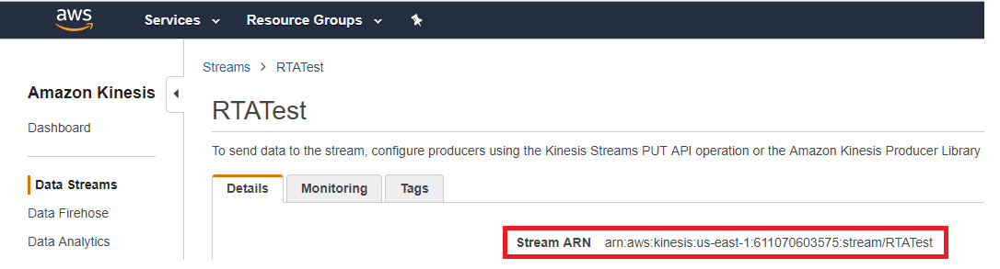 aws
Services
Resource Groups
Amazon Kinesis
Dashboard
Data Streams
Data Firehose
Data Analytics
Streams > RTATest
RTATest
To send data to the stream, configure producers using the Kinesis Streams PUT API operation or the Amazon Kinesis Producer Library
Details
Monitoring
Tags
Stream ARN arn:aws:kinesis:us-east-1:611070603575:stream/RTATest